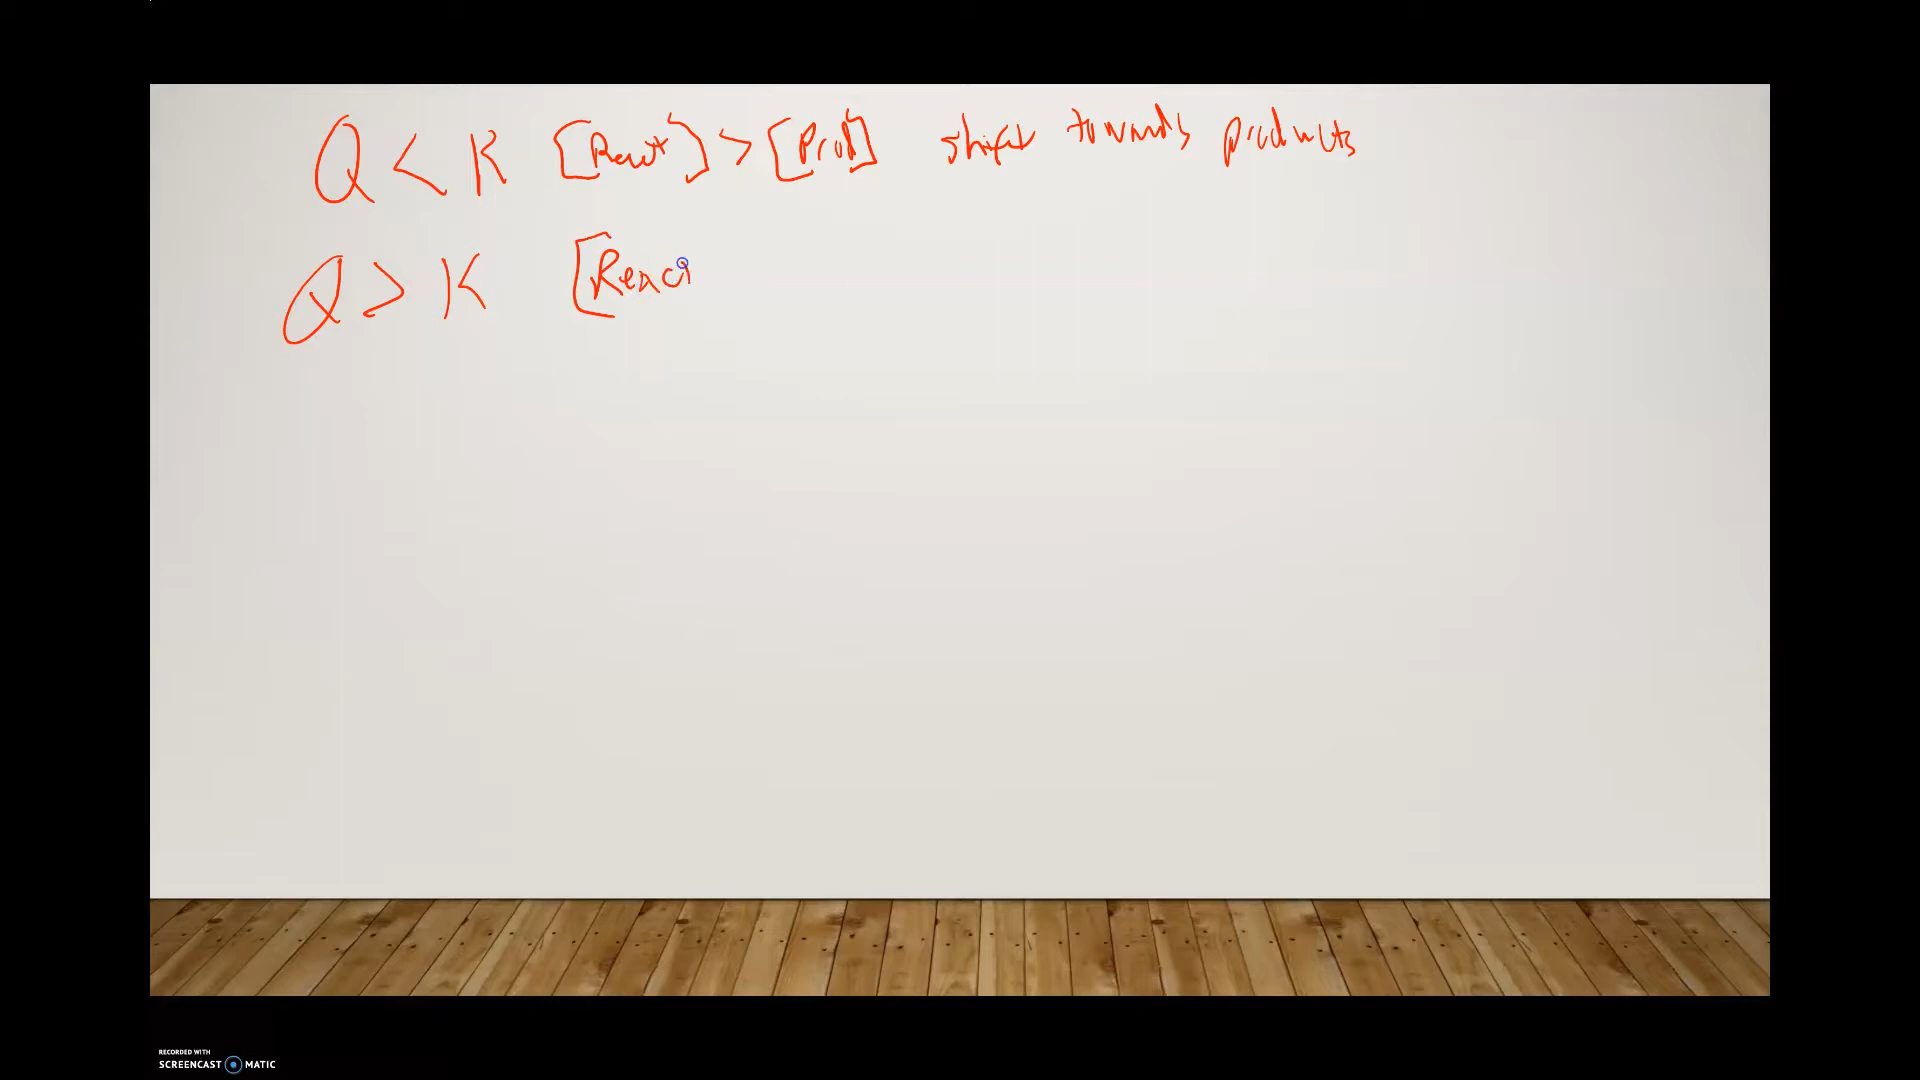 Q < K [React] > [Prod] shift towards products
Q > K [Reac
RECORDED WITH
SCREENCAST MATIC